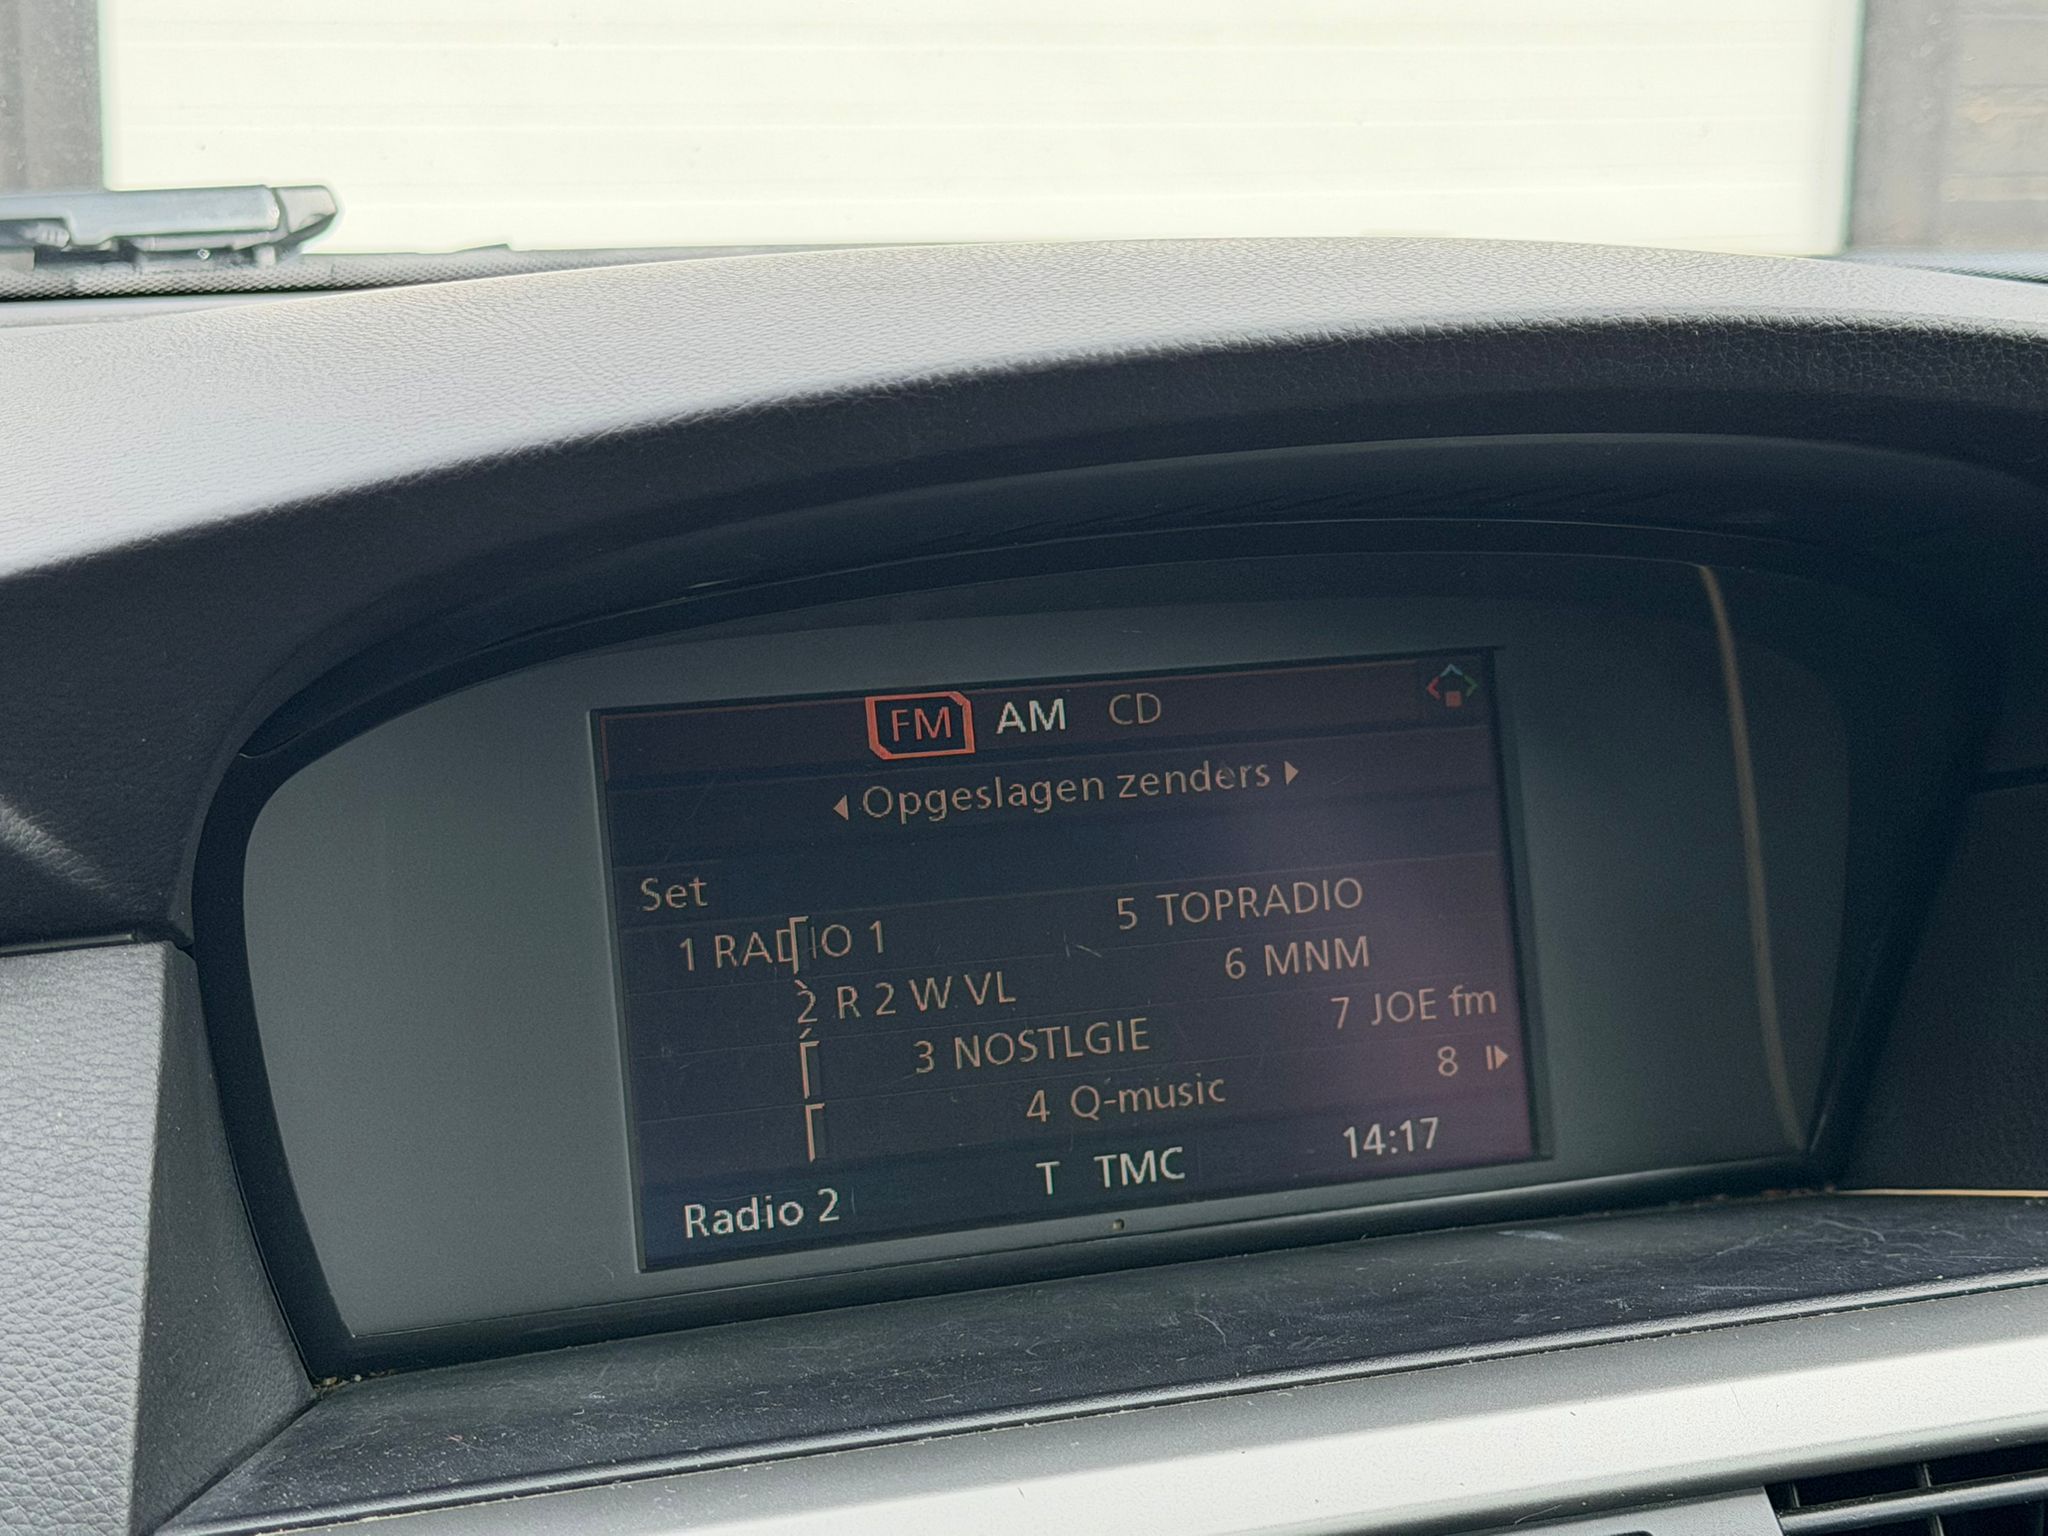 FM AM CD
Opgeslagen zenders
Set
1 RADIO 1
5 TOPRADIO
2 R 2 W.VL
6 MNM
3 NOSTLGIE
7 JOE fm
4 Q-music
8
Radio 2 T TMC 14:17